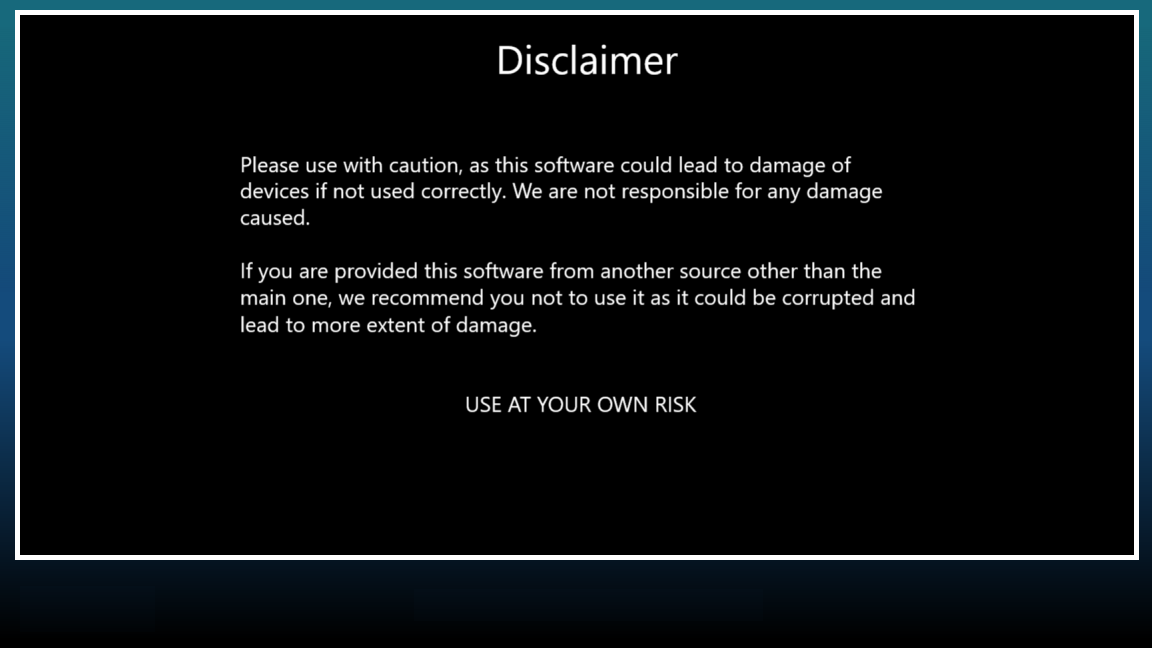 Disclaimer
Please use with caution, as this software could lead to damage of
devices if not used correctly. We are not responsible for any damage
caused.
If you are provided this software from another source other than the
main one, we recommend you not to use it as it could be corrupted and
lead to more extent of damage.
USE AT YOUR OWN RISK